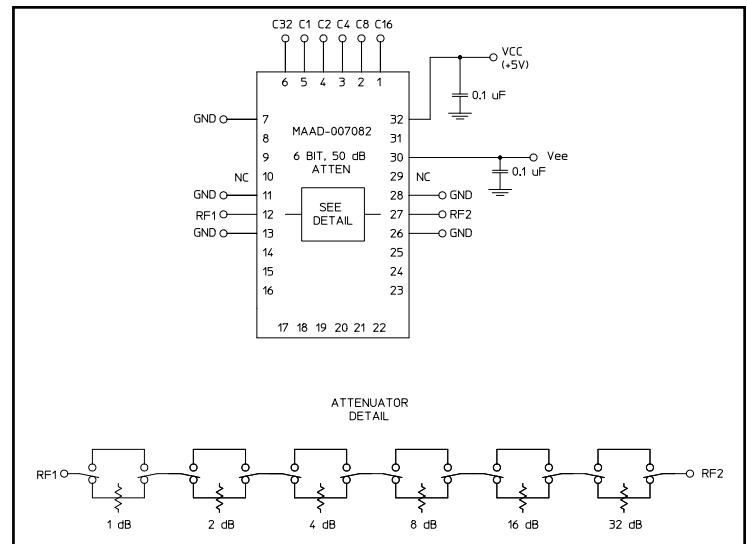 C32 C1 C2 C4 C8 C16
6 5 4 3 2 1
VCC
(+5V)
0.1 uF
GND 7 32
MAAD-007082
8 31
9 6 BIT, 50 dB 30 Vee
ATTEN
0.1 uF
NC 10 29 NC
GND 11 28 GND
SEE
RF1 12 27 RF2
DETAIL
GND 13 26 GND
14 25
15 24
16 23
17 18 19 20 21 22
ATTENUATOR
DETAIL
RF1 RF2
1 dB 2 dB 4 dB 8 dB 16 dB 32 dB